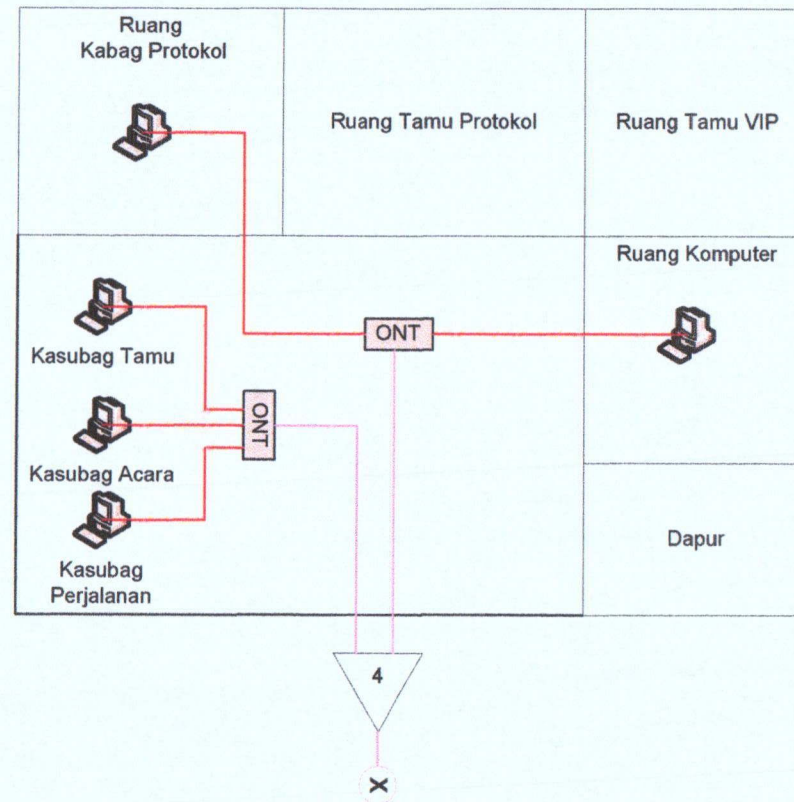 Ruang
Kabag Protokol
Ruang Tamu Protokol
Ruang Tamu VIP
Ruang Komputer
ONT
Kasubag Tamu
ONT
Kasubag Acara
Kasubag
Perjalanan
Dapur
4
X